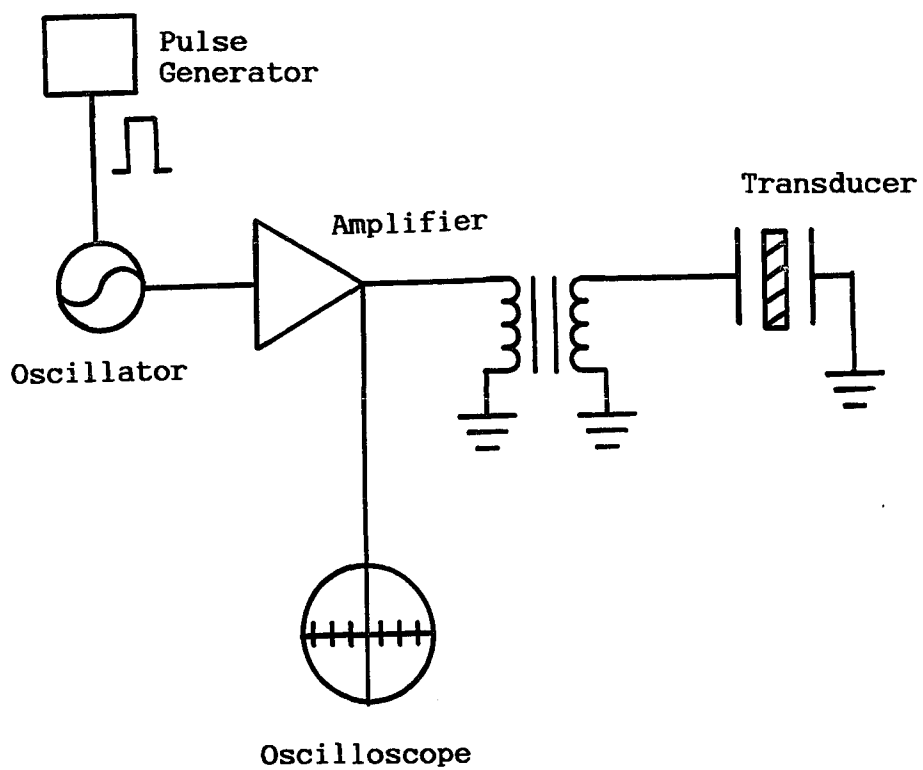 Pulse
Generator
Transducer
Amplifier
Oscillator
Oscilloscope